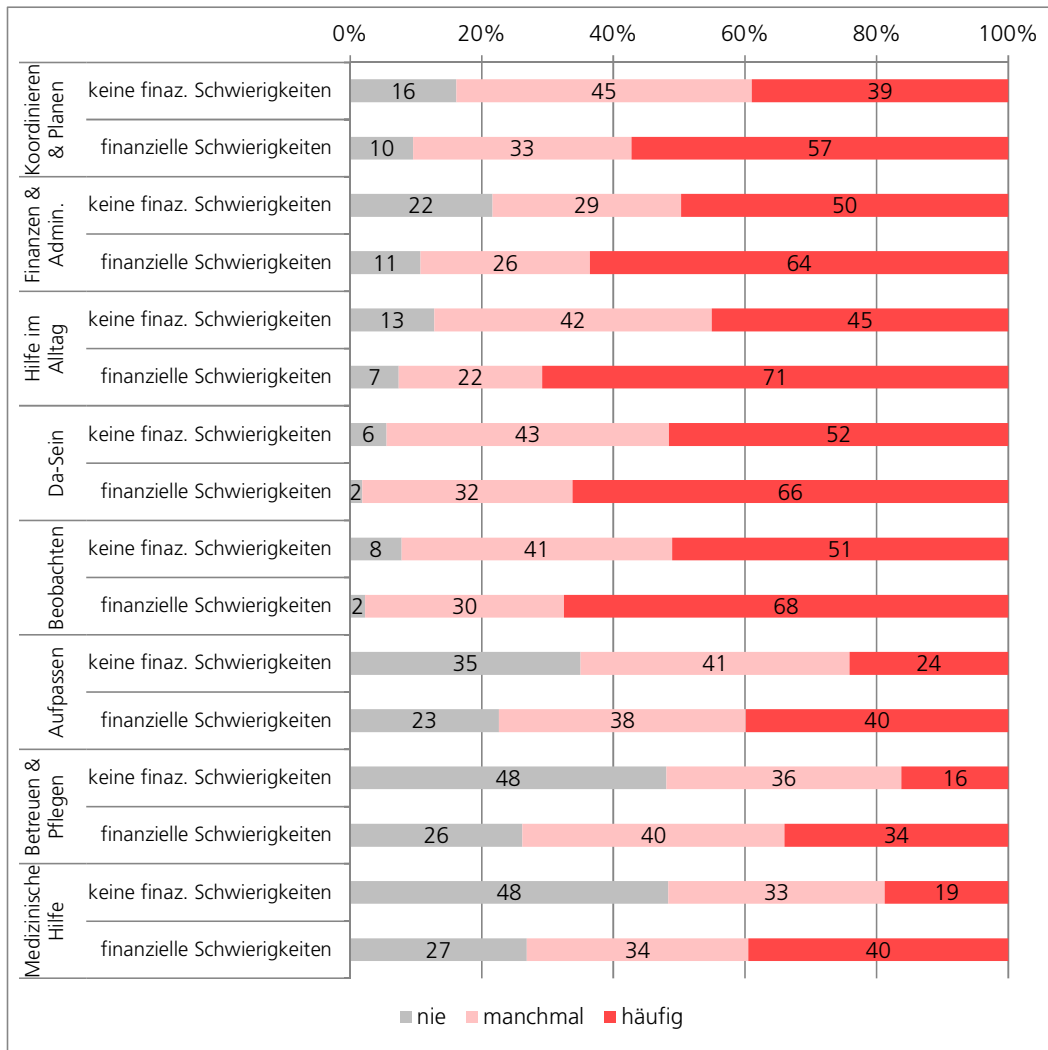 0% 20% 40% 60% 80% 100%
Koordinieren
& Planen
keine finaz. Schwierigkeiten 16 45 39
finanzielle Schwierigkeiten 10 33 57
Finanzen &
Admin.
keine finaz. Schwierigkeiten 22 29 50
finanzielle Schwierigkeiten 11 26 64
Hilfe im
Alltag
keine finaz. Schwierigkeiten 13 42 45
finanzielle Schwierigkeiten 7 22 71
Da-Sein
keine finaz. Schwierigkeiten 6 43 52
finanzielle Schwierigkeiten 2 32 66
Beobachten
keine finaz. Schwierigkeiten 8 41 51
finanzielle Schwierigkeiten 2 30 68
Aufpassen
keine finaz. Schwierigkeiten 35 41 24
finanzielle Schwierigkeiten 23 38 40
Betreuen &
Pflegen
keine finaz. Schwierigkeiten 48 36 16
finanzielle Schwierigkeiten 26 40 34
Medizinische
Hilfe
keine finaz. Schwierigkeiten 48 33 19
finanzielle Schwierigkeiten 27 34 40
nie manchmal häufig